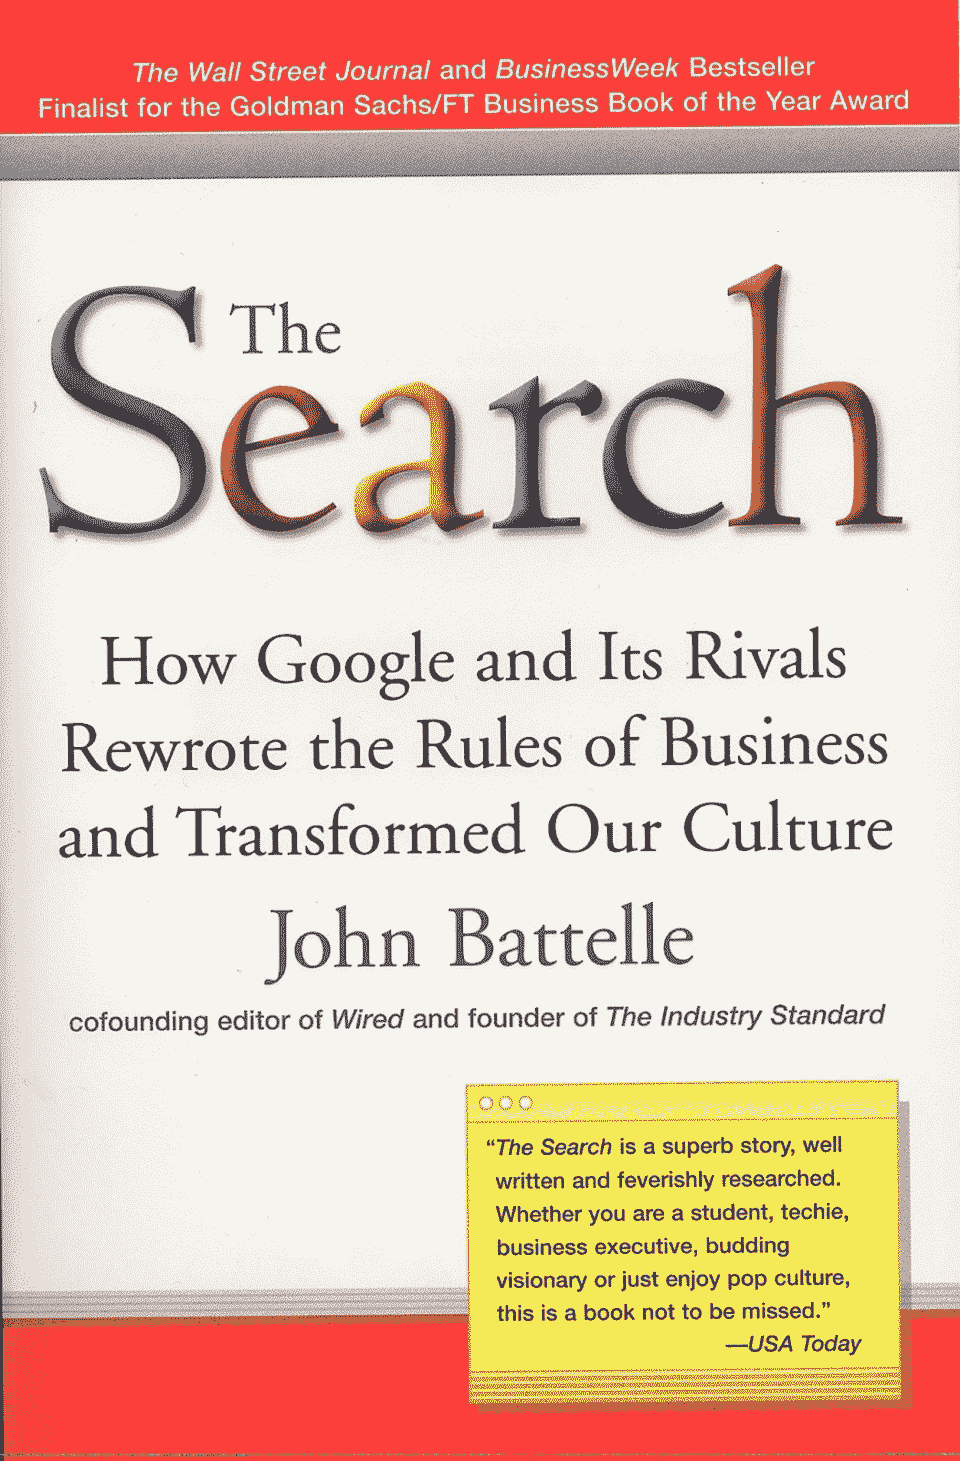 The Wall Street Journal and BusinessWeek Bestseller
Finalist for the Goldman Sachs/FT Business Book of the Year Award
The
Search
How Google and Its Rivals
Rewrote the Rules of Business
and Transformed Our Culture
John Battelle
cofounding editor of Wired and founder of The Industry Standard
“The Search is a superb story, well
written and feverishly researched.
Whether you are a student, techie,
business executive, budding
visionary or just enjoy pop culture,
this is a book not to be missed.”
—USA Today